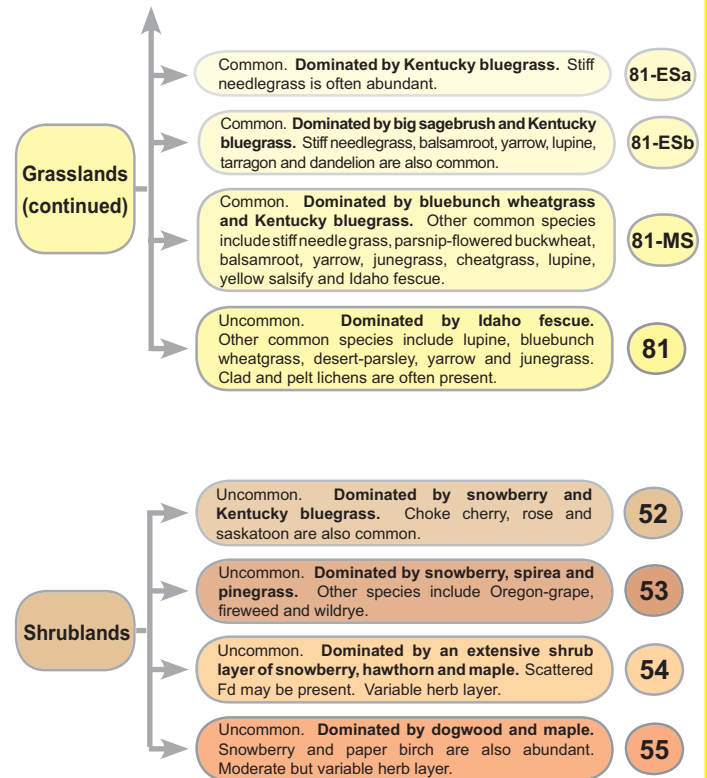 Common. Dominated by Kentucky bluegrass. Stiff
needlegrass is often abundant.
81-ESa
Common. Dominated by big sagebrush and Kentucky
bluegrass. Stiff needlegrass, balsamroot, yarrow, lupine,
tarragon and dandelion are also common.
81-ESb
Grasslands
(continued)
Common. Dominated by bluebunch wheatgrass
and Kentucky bluegrass. Other common species
include stiff needle grass, parsnip-flowered buckwheat,
balsamroot, yarrow, junegrass, cheatgrass, lupine,
yellow salsify and Idaho fescue.
81-MS
Uncommon. Dominated by Idaho fescue.
Other common species include lupine, bluebunch
wheatgrass, desert-parsley, yarrow and junegrass.
Clad and pelt lichens are often present.
81
Uncommon. Dominated by snowberry and
Kentucky bluegrass. Choke cherry, rose and
saskatoon are also common.
52
Uncommon. Dominated by snowberry, spirea and
pinegrass. Other species include Oregon-grape,
fireweed and wildrye.
53
Shrublands
Uncommon. Dominated by an extensive shrub
layer of snowberry, hawthorn and maple. Scattered
Fd may be present. Variable herb layer.
54
Uncommon. Dominated by dogwood and maple.
Snowberry and paper birch are also abundant.
Moderate but variable herb layer.
55